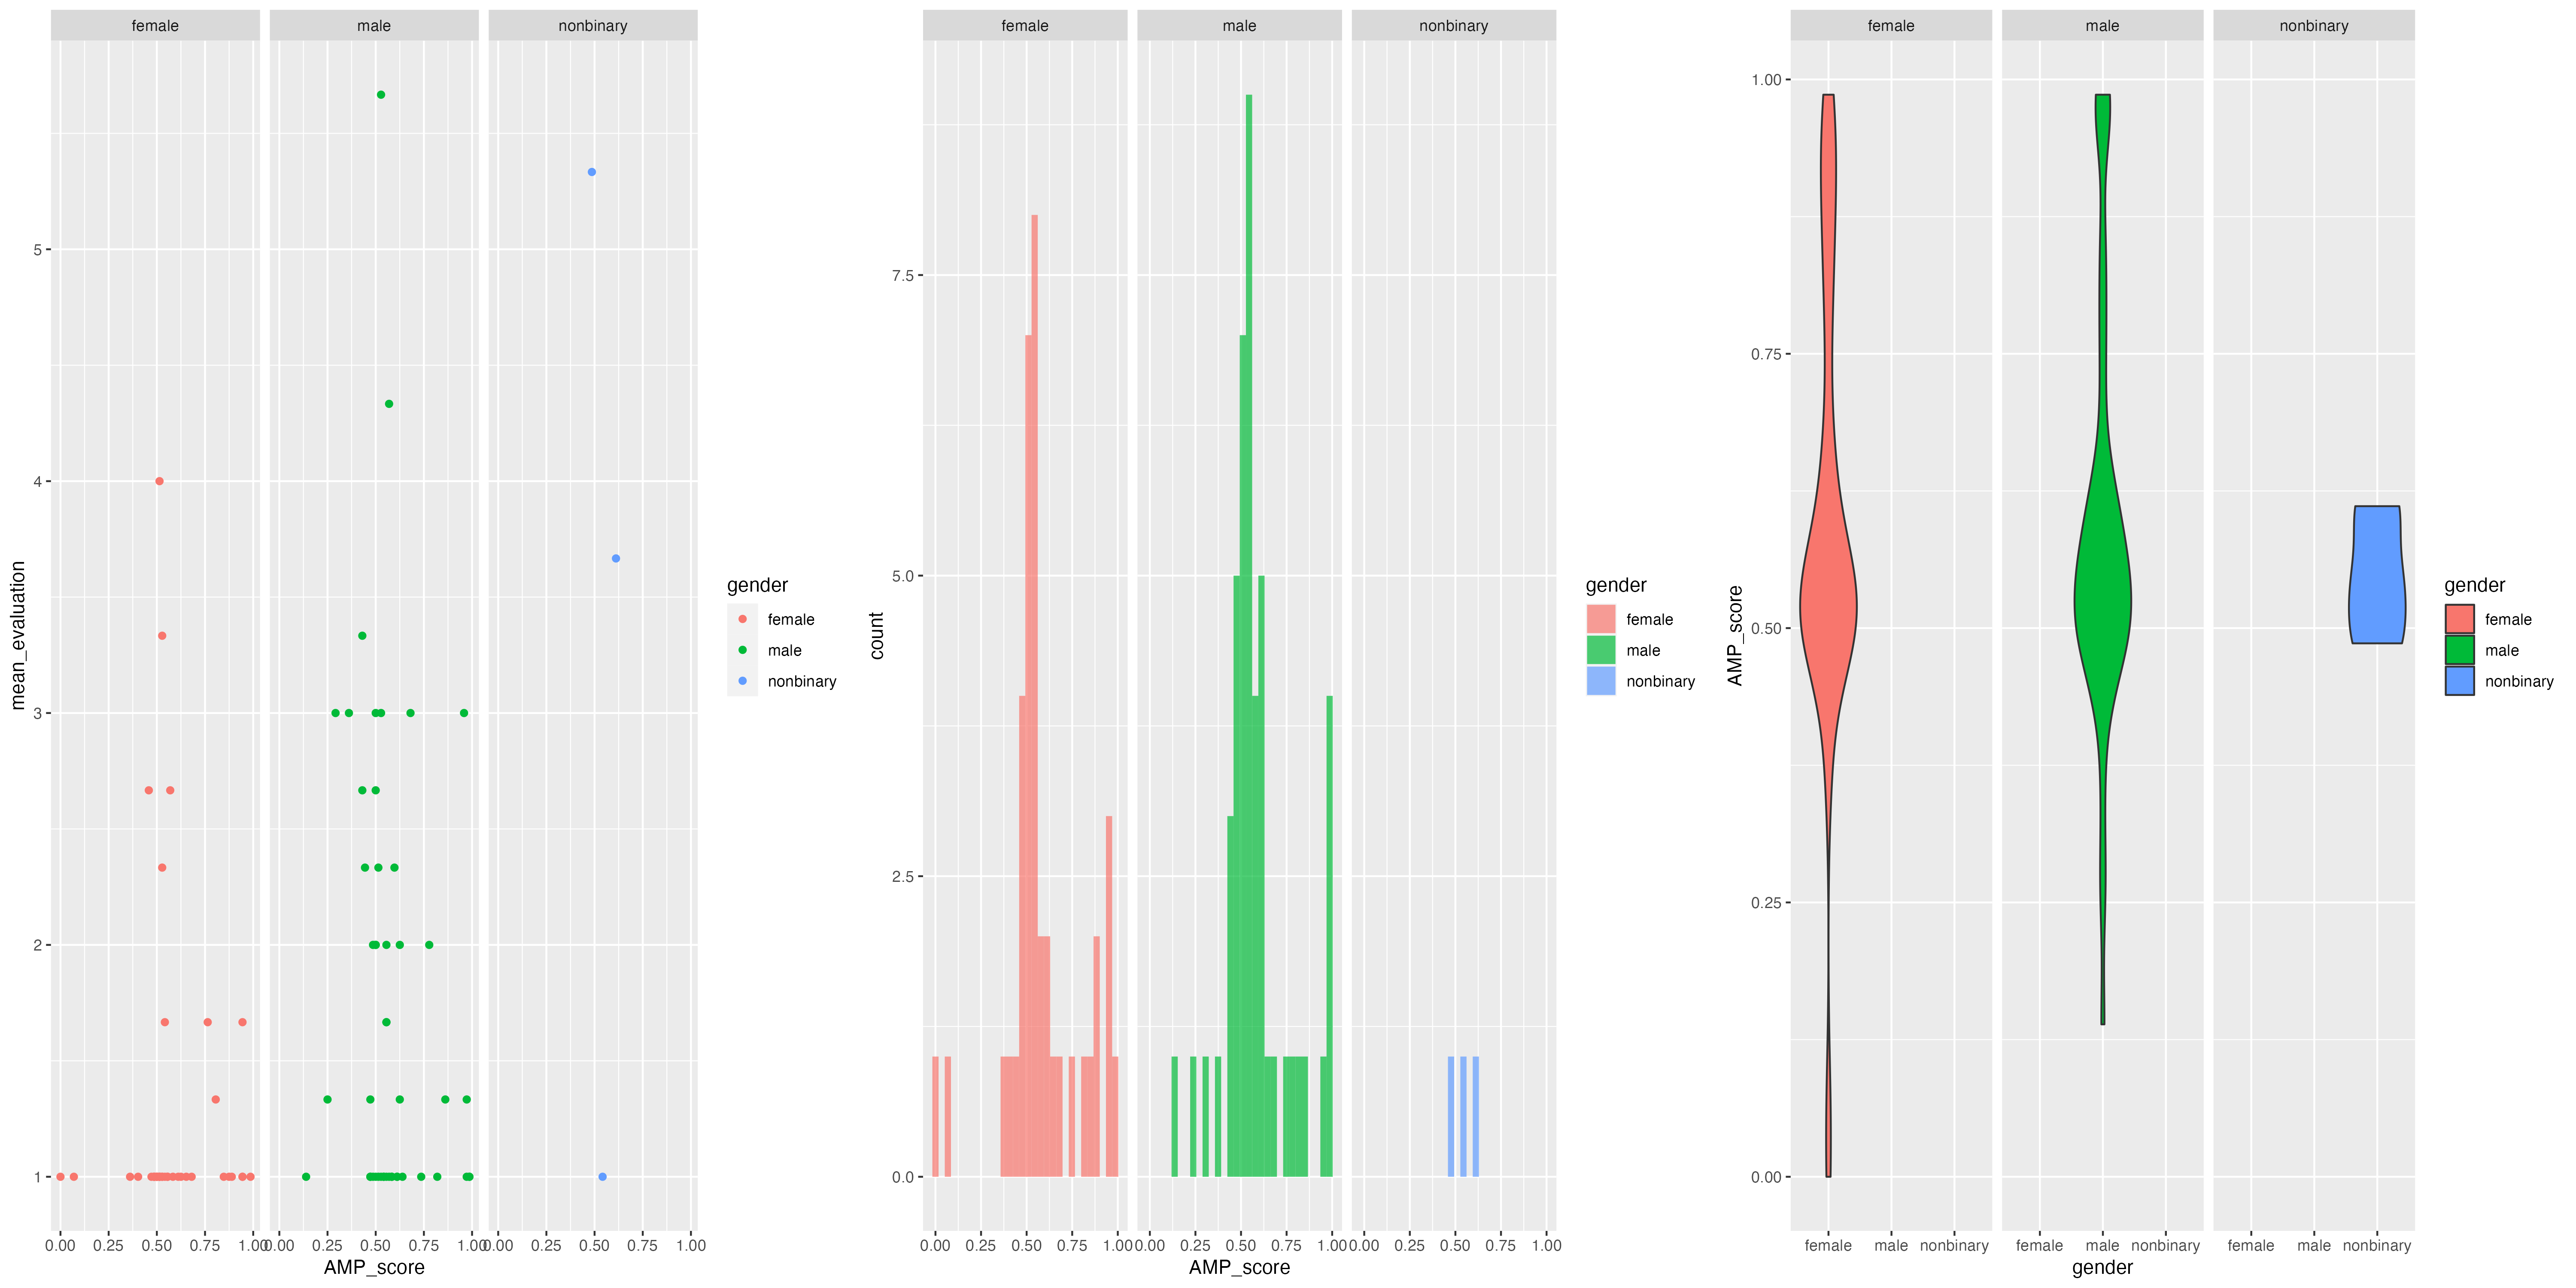 female male nonbinary
5
4
3
2
1
mean_evaluation
0.00 0.25 0.50 0.75 1.00 0.00 0.25 0.50 0.75 1.00 0.00 0.25 0.50 0.75 1.00
AMP_score
gender
female
male
nonbinary
female male nonbinary
7.5
5.0
2.5
0.0
count
0.00 0.25 0.50 0.75 1.00 0.00 0.25 0.50 0.75 1.00 0.00 0.25 0.50 0.75 1.00
AMP_score
gender
female
male
nonbinary
female male nonbinary
1.00
0.75
0.50
0.25
0.00
AMP_score
female male nonbinary female male nonbinary female male nonbinary
gender
gender
female
male
nonbinary